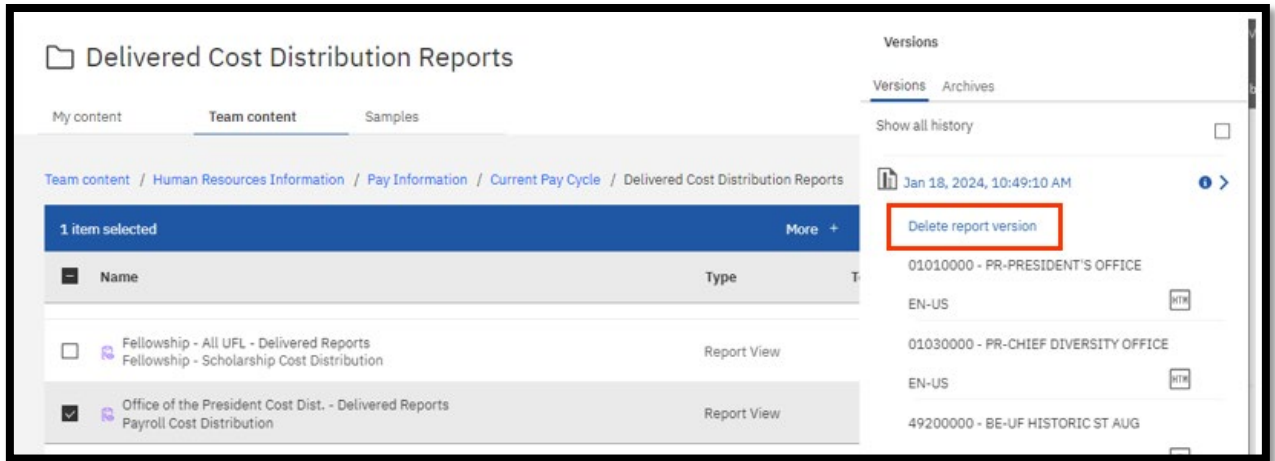 Delivered Cost Distribution Reports
My content Team content Samples
Team content / Human Resources Information / Pay Information / Current Pay Cycle / Delivered Cost Distribution Reports
1 item selected More +
Name Type
Fellowship - All UFL - Delivered Reports
Fellowship - Scholarship Cost Distribution
Report View
Office of the President Cost Dist. - Delivered Reports
Payroll Cost Distribution
Report View
Versions
Versions Archives
Show all history
Jan 18, 2024, 10:49:10 AM
Delete report version
01010000 - PR-PRESIDENT'S OFFICE
EN-US HTM
01030000 - PR-CHIEF DIVERSITY OFFICE
EN-US HTM
49200000 - BE-UF HISTORIC ST AUG